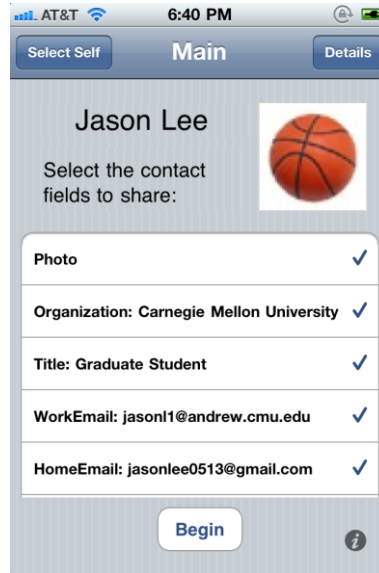 AT&T 6:40 PM
Select Self Main Details
Jason Lee
Select the contact
fields to share:
Photo
Organization: Carnegie Mellon University
Title: Graduate Student
WorkEmail: jasonl1@andrew.cmu.edu
HomeEmail: jasonlee0513@gmail.com
Begin
i